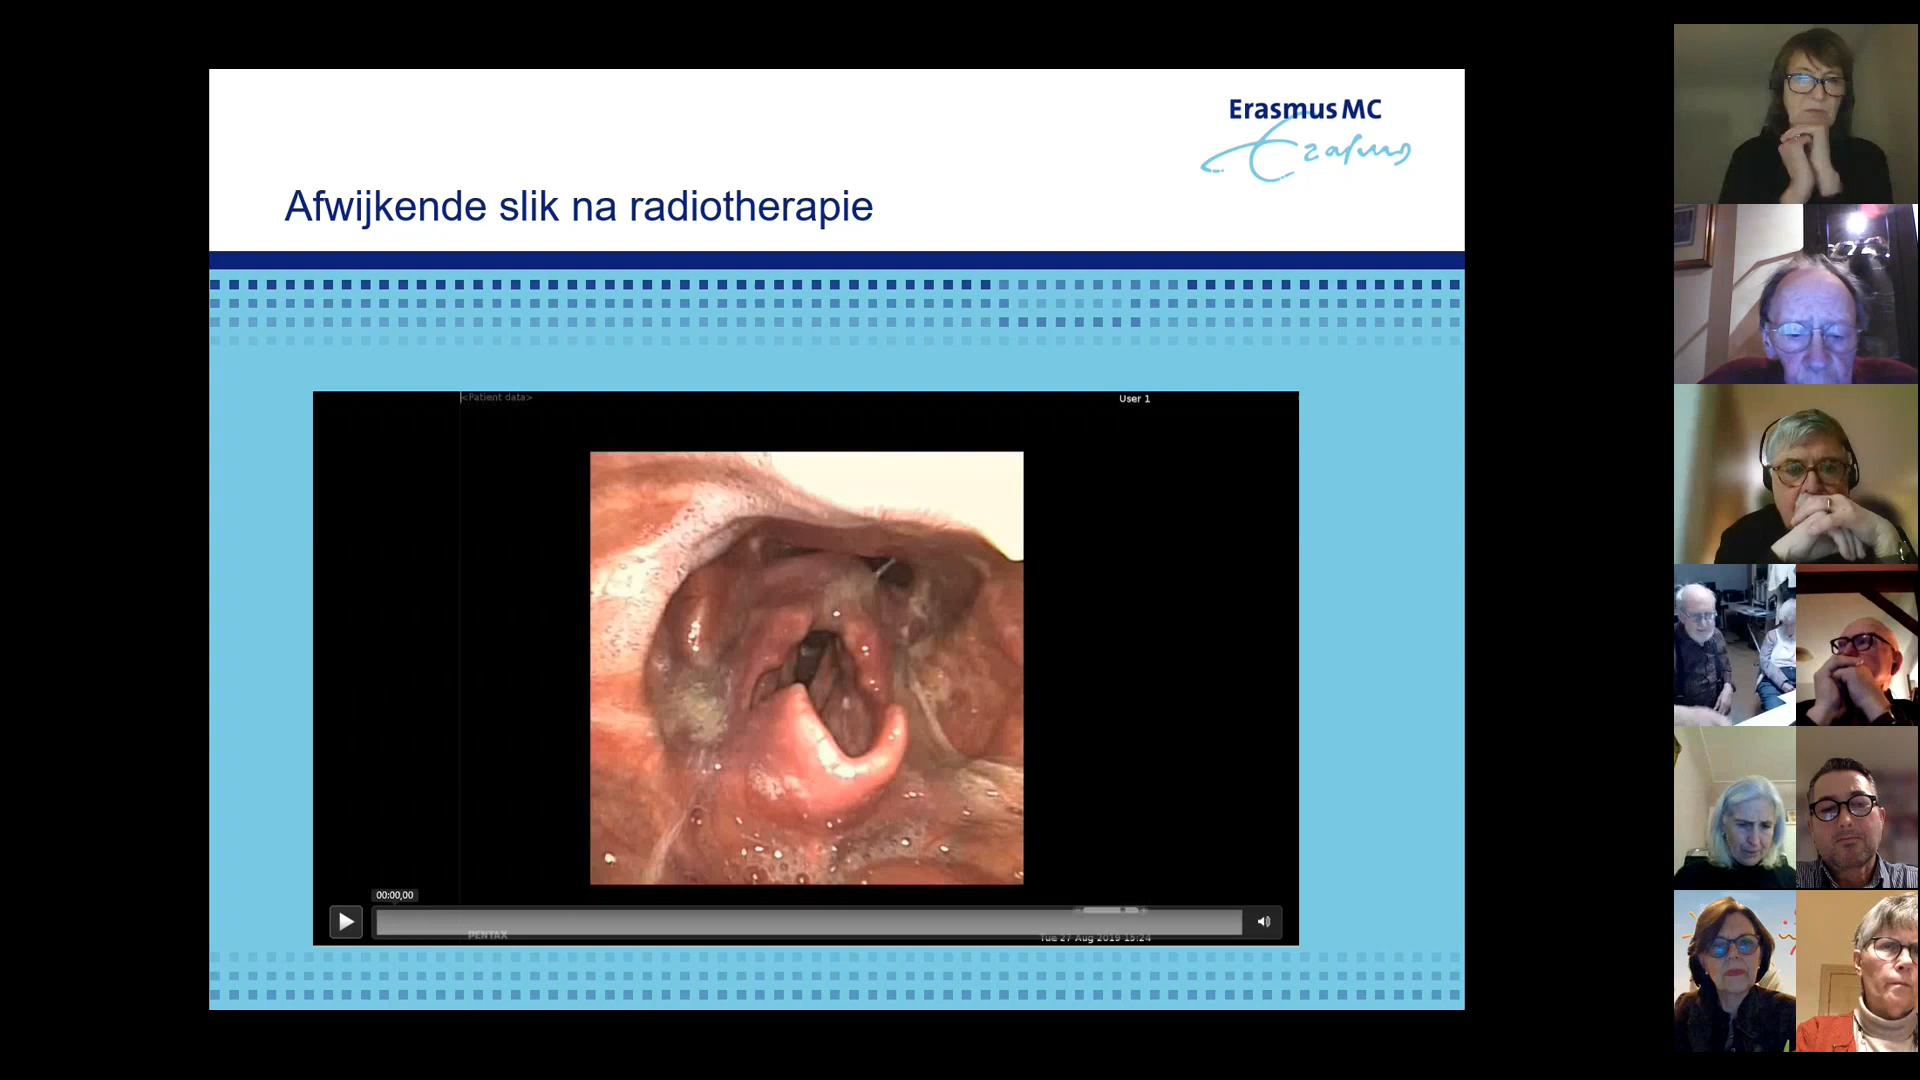 Erasmus MC
Erasmus
Afwijkende slik na radiotherapie
<Patient data>
User 1
00:00,00
PENTAX
Tue 27 Aug 2019 15:24